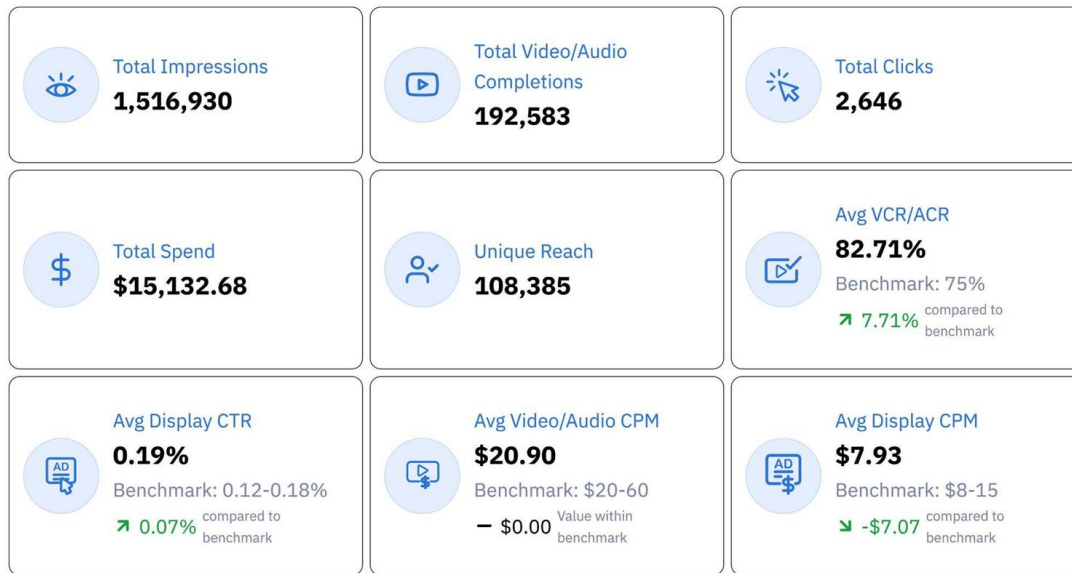 Total Impressions
1,516,930
Total Video/Audio
Completions
192,583
Total Clicks
2,646
Total Spend
$15,132.68
Unique Reach
108,385
Avg VCR/ACR
82.71%
Benchmark: 75%
7.71% compared to
benchmark
Avg Display CTR
0.19%
Benchmark: 0.12-0.18%
0.07% compared to
benchmark
Avg Video/Audio CPM
$20.90
Benchmark: $20-60
$0.00 Value within
benchmark
Avg Display CPM
$7.93
Benchmark: $8-15
-$7.07 compared to
benchmark
AD
AD